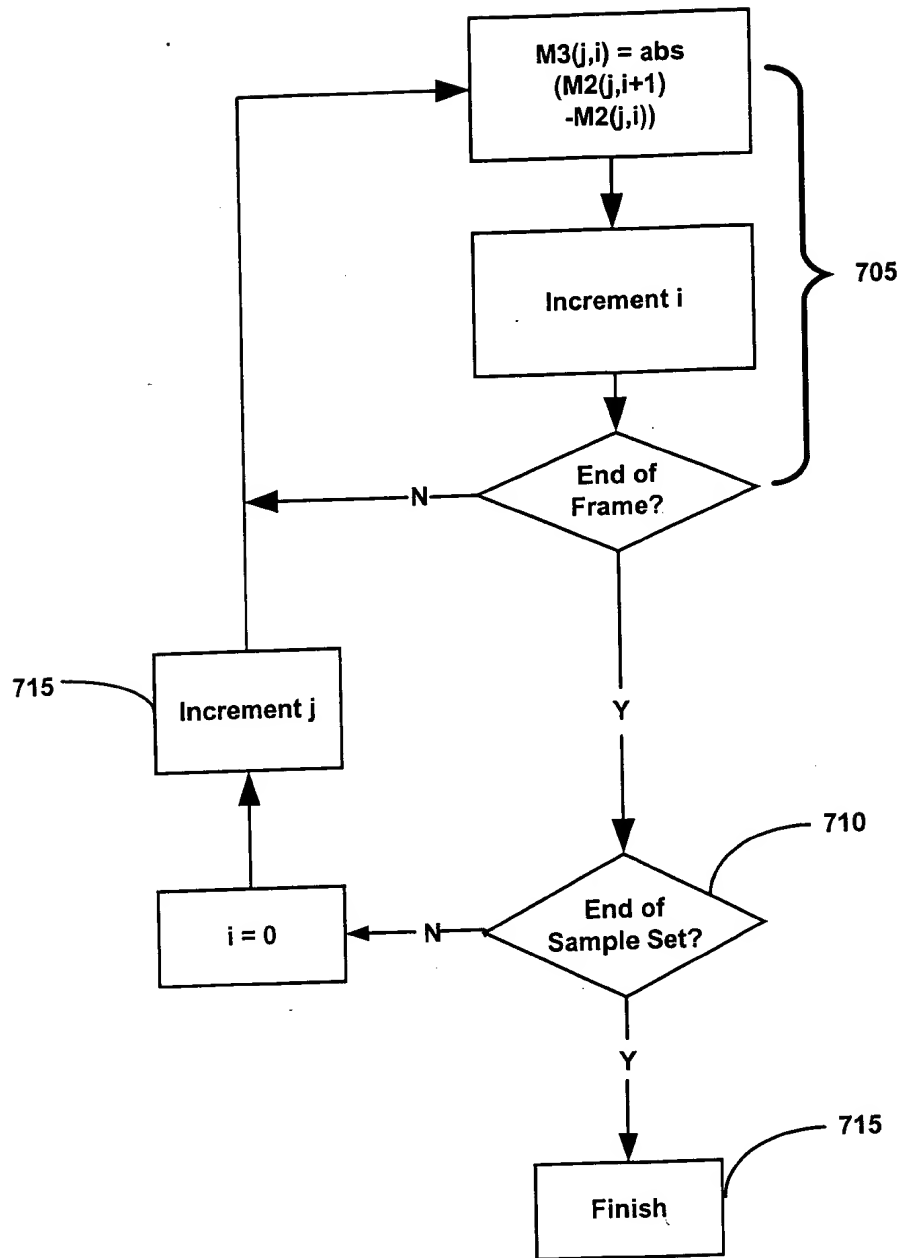 M3(j,i) = abs
(M2(j,i+1)
-M2(j,i))
705
Increment i
End of
Frame?
N
715
Increment j
Y
710
End of
Sample Set?
N
i = 0
Y
715
Finish